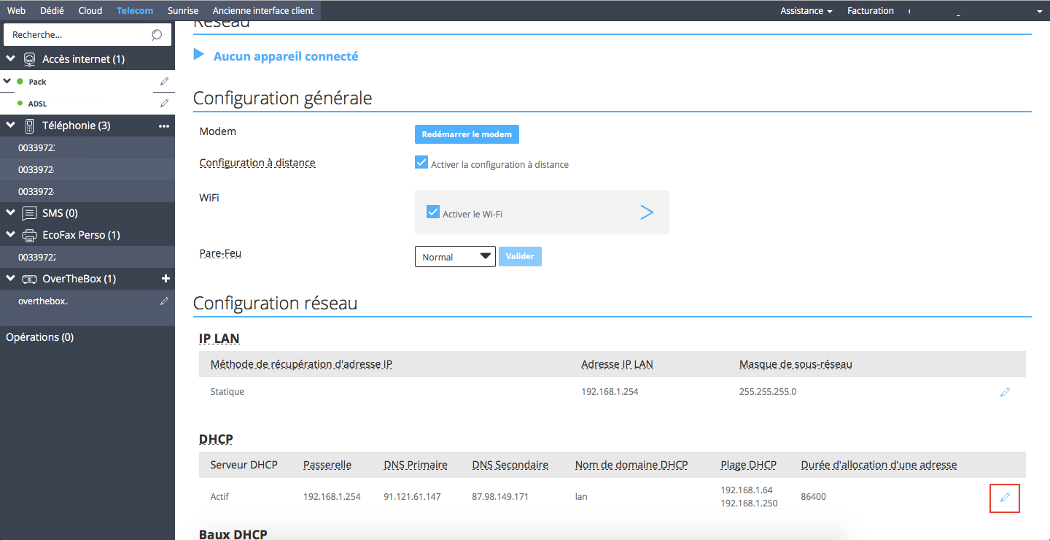 Web Dédié Cloud Telecom Sunrise Ancienne interface client Assistance Facturation
Recherche...
Accès internet (1)
Pack
ADSL
Téléphonie (3)
0033972
0033972
0033972
SMS (0)
EcoFax Perso (1)
0033972
OverTheBox (1)
overthebox.
Opérations (0)
Réseau
Aucun appareil connecté
Configuration générale
Modem Redémarrer le modem
Configuration à distance Activer la configuration à distance
WiFi
Activer le Wi-Fi
Pare-Feu Normal Valider
Configuration réseau
IP LAN
Méthode de récupération d'adresse IP Adresse IP LAN Masque de sous-réseau
Statique 192.168.1.254 255.255.255.0
DHCP
Serveur DHCP Passerelle DNS Primaire DNS Secondaire Nom de domaine DHCP Plage DHCP Durée d'allocation d'une adresse
Actif 192.168.1.254 91.121.61.147 87.98.149.171 lan 192.168.1.64 86400
192.168.1.250
Baux DHCP